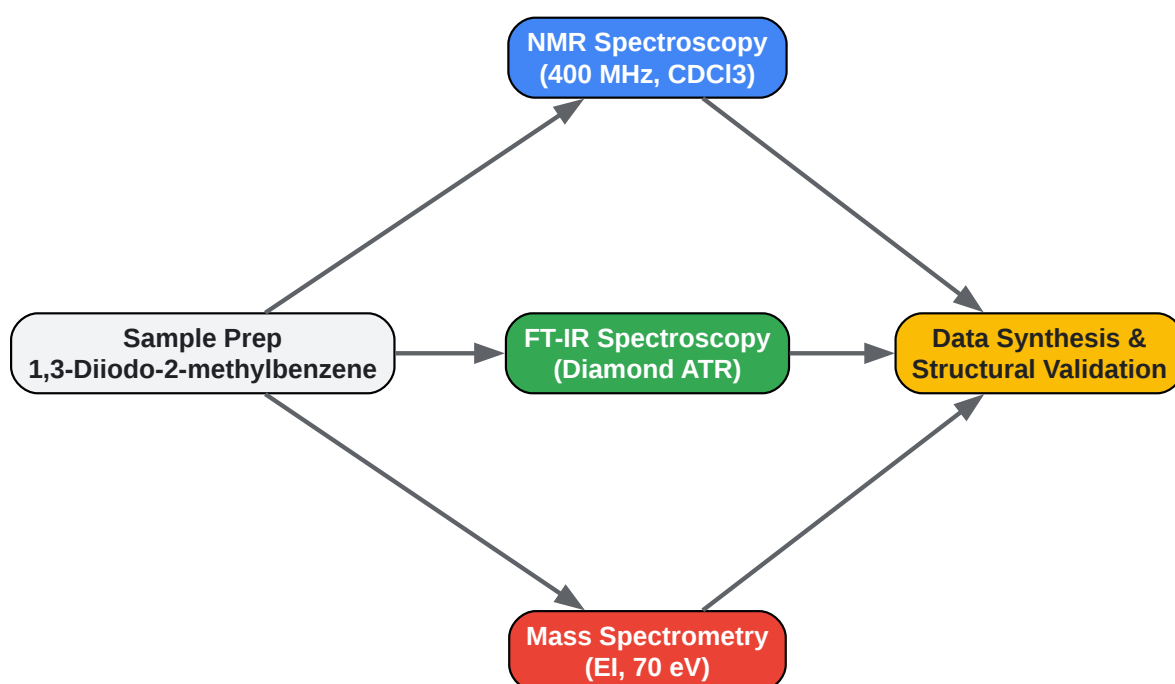 NMR Spectroscopy
(400 MHz, CDCl3)
Sample Prep
1,3-Diiodo-2-methylbenzene
FT-IR Spectroscopy
(Diamond ATR)
Data Synthesis &
Structural Validation
Mass Spectrometry
(EI, 70 eV)